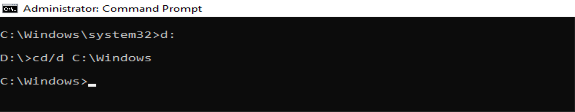 Administrator: Command Prompt
C:\Windows\system32>d:
D:\>cd/d C:\Windows
C:\Windows>